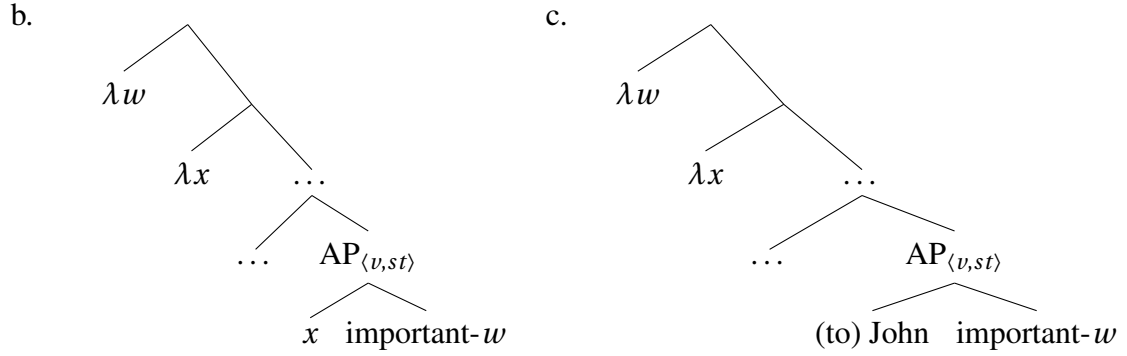 b. c.
λw λw
λx … λx …
… AP⟨v,st⟩ … AP⟨v,st⟩
x important-w (to) John important-w